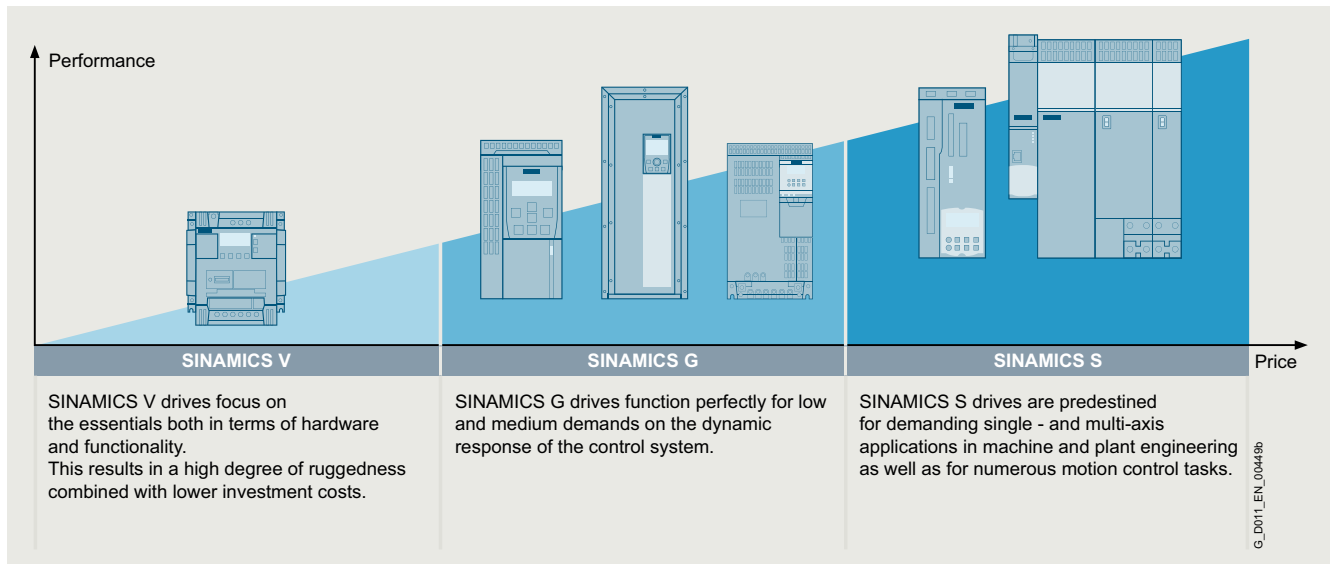 Performance
SINAMICS V
SINAMICS G
SINAMICS S
Price
SINAMICS V drives focus on
the essentials both in terms of hardware
and functionality.
This results in a high degree of ruggedness
combined with lower investment costs.
SINAMICS G drives function perfectly for low
and medium demands on the dynamic
response of the control system.
SINAMICS S drives are predestined
for demanding single - and multi-axis
applications in machine and plant engineering
as well as for numerous motion control tasks.
G_D011_EN_00449b